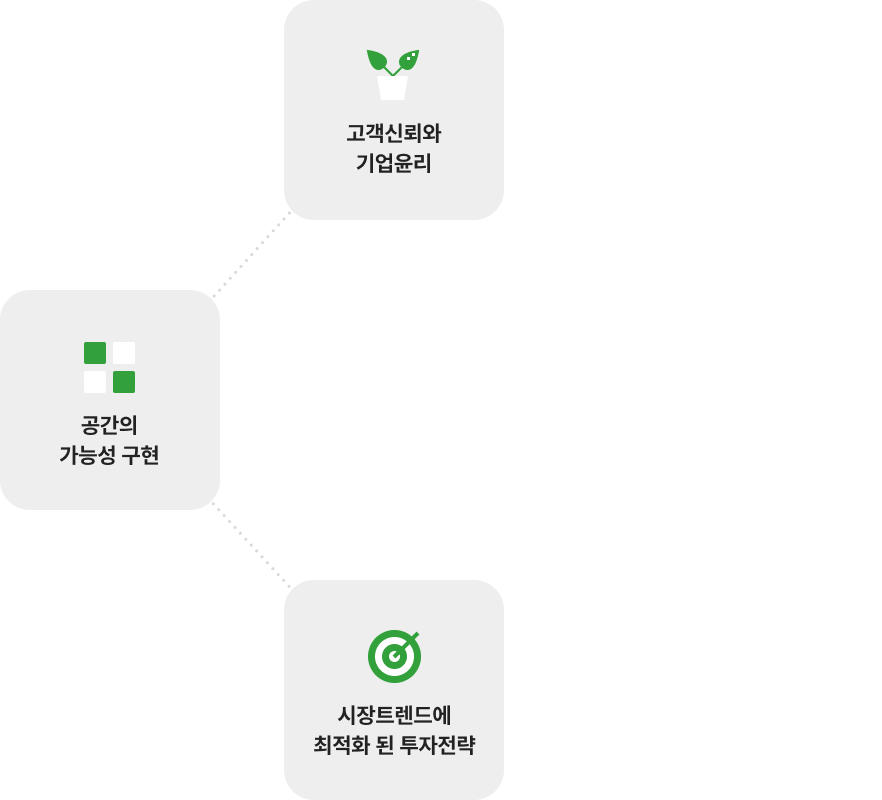 고객신뢰와
기업윤리
공간의
가능성 구현
시장트렌드에
최적화 된 투자전략